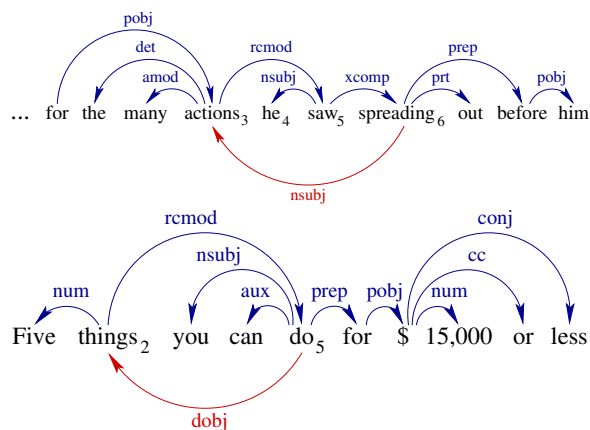 pobj
det rcmod prep
amod nsubj xcomp prt pobj
... for the many actions3 he4 saw5 spreading6 out before him
nsubj
rcmod conj
nsubj cc
num aux prep pobj num
Five things2 you can do5 for $ 15,000 or less
dobj